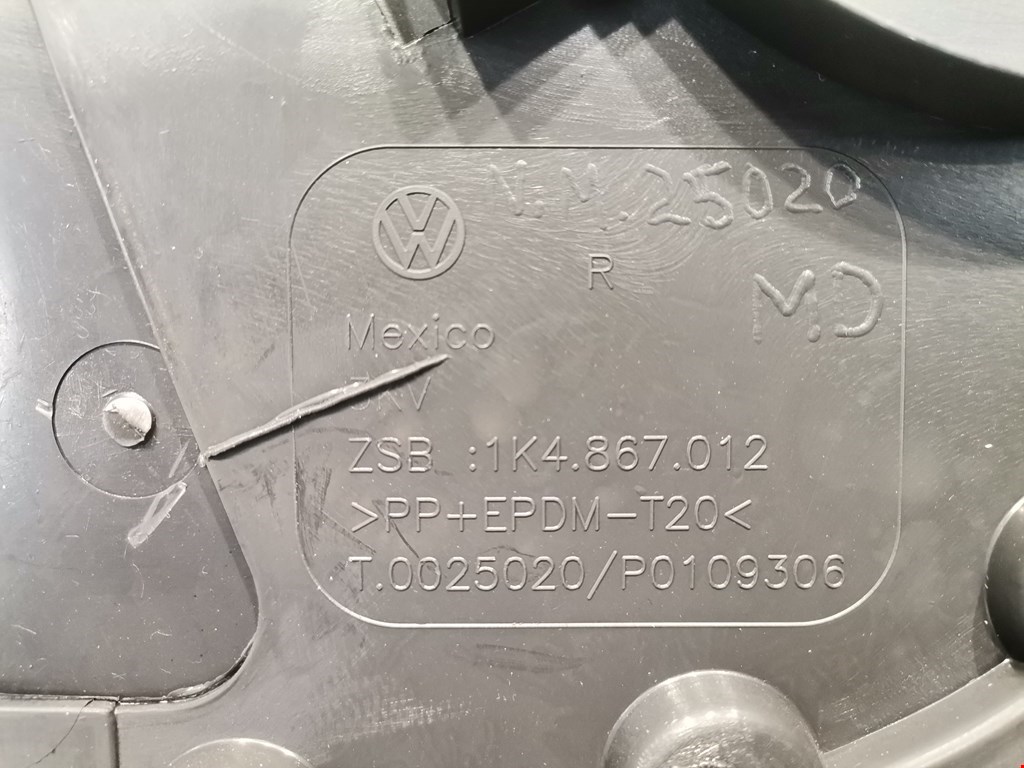 N.M.25020
R
MD
Mexico
ZSB :1K4.867.012
>PP+EPDM-T20<
T.0025020/P0109306